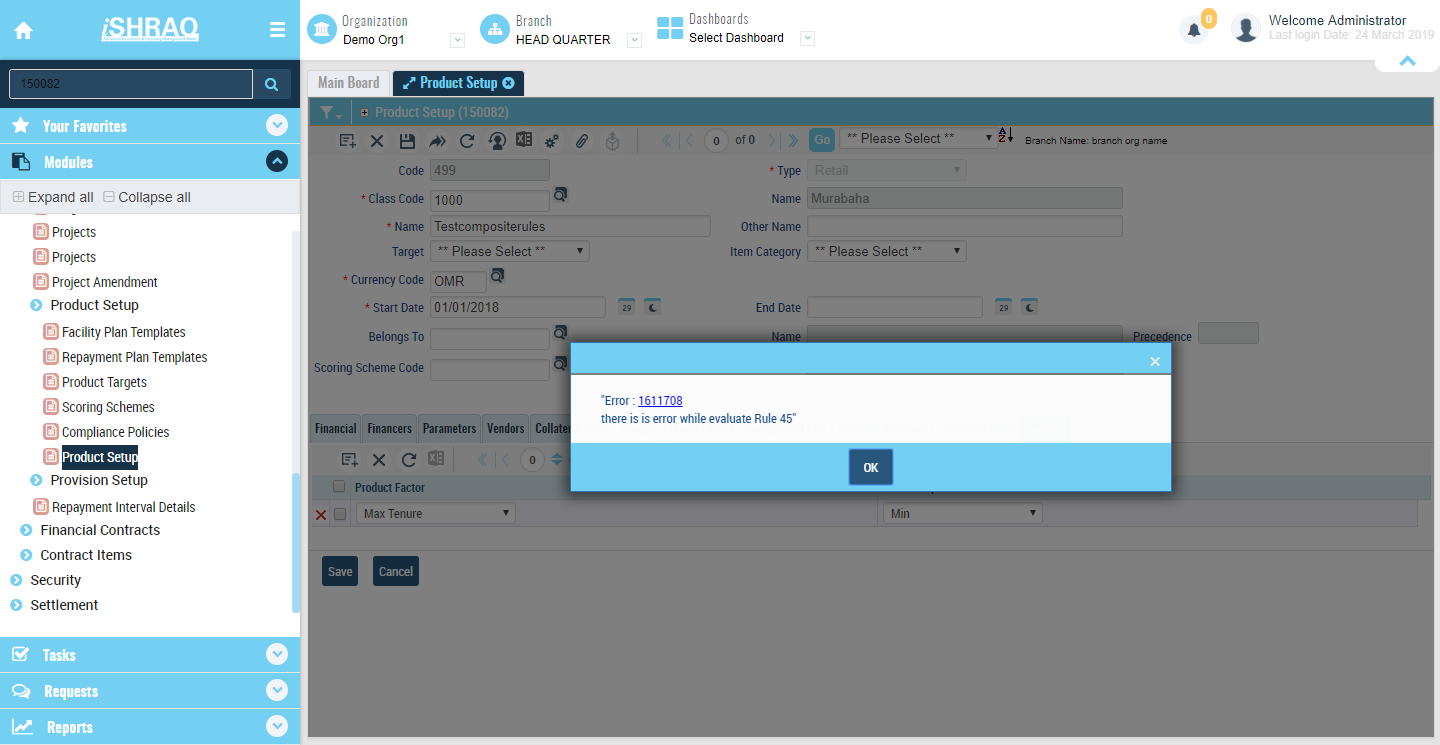 iSHRAQ
Organization
Demo Org1
Branch
HEAD QUARTER
Dashboards
Select Dashboard
0
Welcome Administrator
Last login Date: 24 March 2019
150082
Your Favorites
Modules
Expand all
Collapse all
Projects
Projects
Project Amendment
Product Setup
Facility Plan Templates
Repayment Plan Templates
Product Targets
Scoring Schemes
Compliance Policies
Product Setup
Provision Setup
Repayment Interval Details
Financial Contracts
Contract Items
Security
Settlement
Tasks
Requests
Reports
Main Board
Product Setup
Product Setup (150082)
0 of 0
Go
** Please Select **
A
Z
Branch Name: branch org name
Code 499
* Type Retail
* Class Code 1000
Name Murabaha
* Name Testcompositerules
Other Name
Target ** Please Select **
Item Category ** Please Select **
* Currency Code OMR
* Start Date 01/01/2018 29
End Date 29
Belongs To
Name
Precedence
Scoring Scheme Code
"Error : 1611708
there is is error while evaluate Rule 45"
OK
Financial
Financers
Parameters
Vendors
0
Product Factor
Max Tenure
Min
Save
Cancel